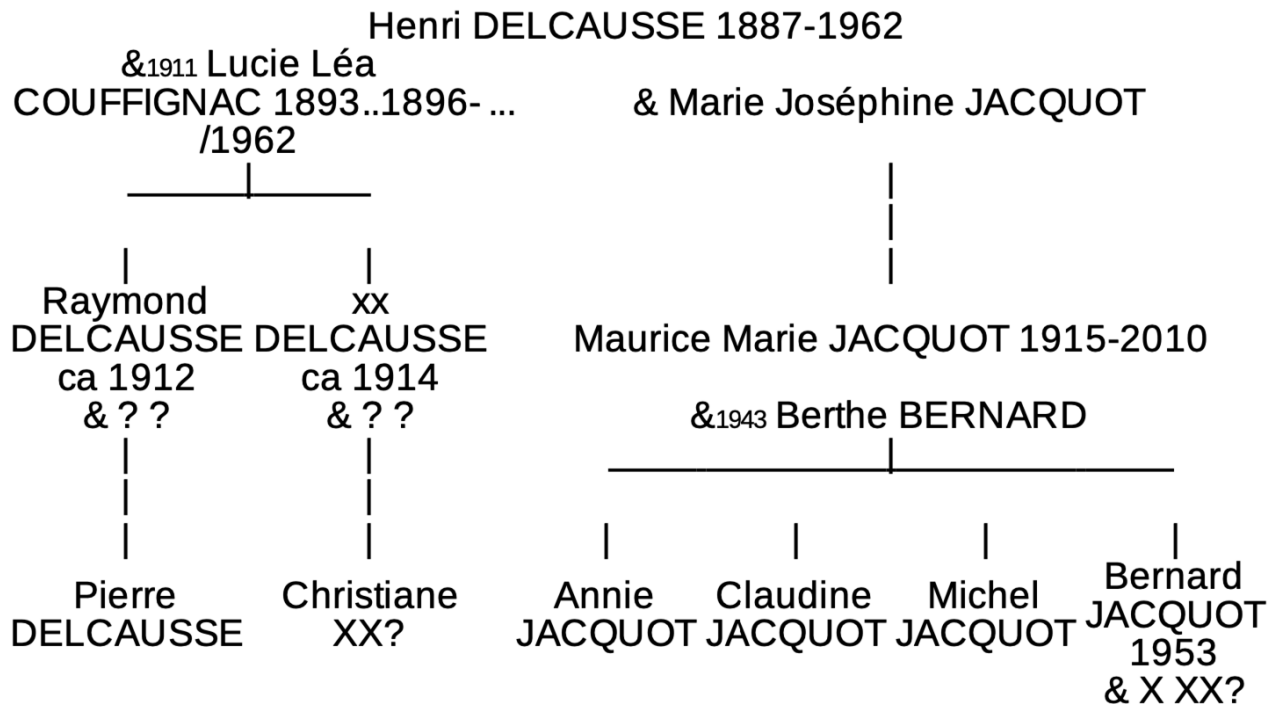 Henri DELCAUSSE 1887-1962
&1911 Lucie Léa
COUFFIGNAC 1893..1896- ...
/1962
& Marie Joséphine JACQUOT
Raymond
DELCAUSSE
ca 1912
& ? ?
xx
DELCAUSSE
ca 1914
& ? ?
Maurice Marie JACQUOT 1915-2010
&1943 Berthe BERNARD
Pierre
DELCAUSSE
Christiane
XX?
Annie
JACQUOT
Claudine
JACQUOT
Michel
JACQUOT
Bernard
JACQUOT
1953
& X XX?